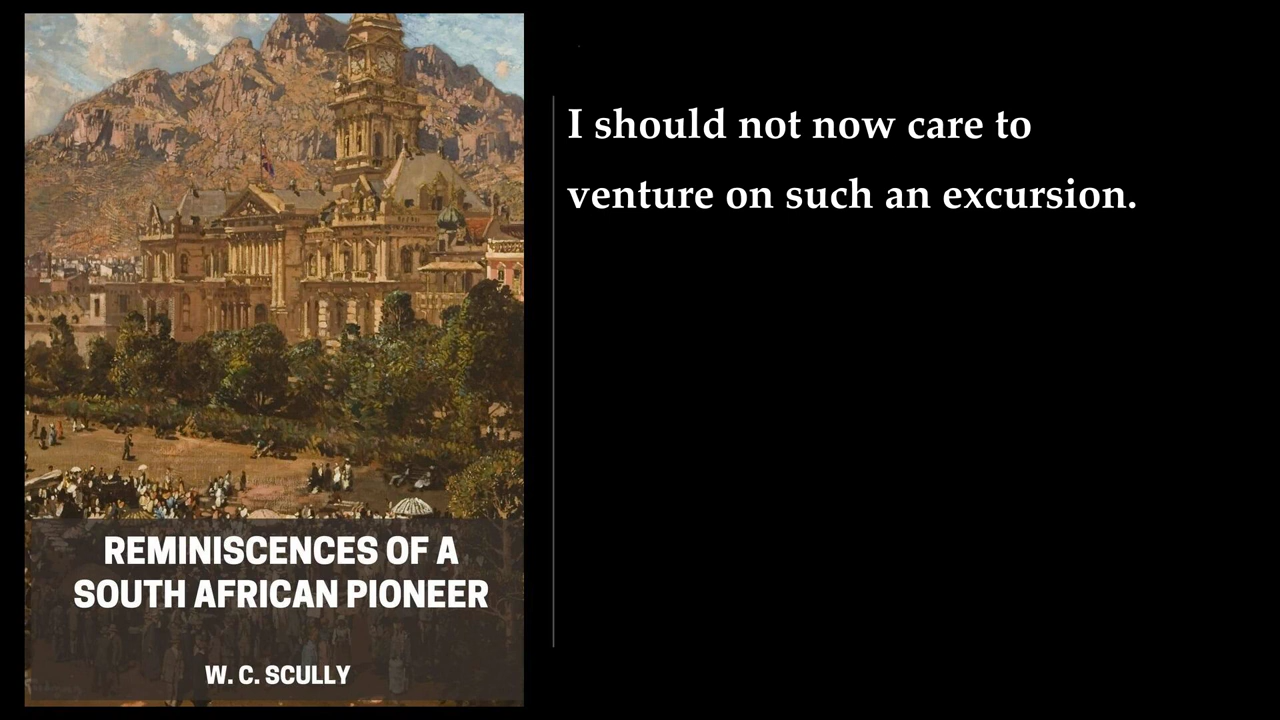 REMINISCENCES OF A
SOUTH AFRICAN PIONEER
W. C. SCULLY
I should not now care to
venture on such an excursion.